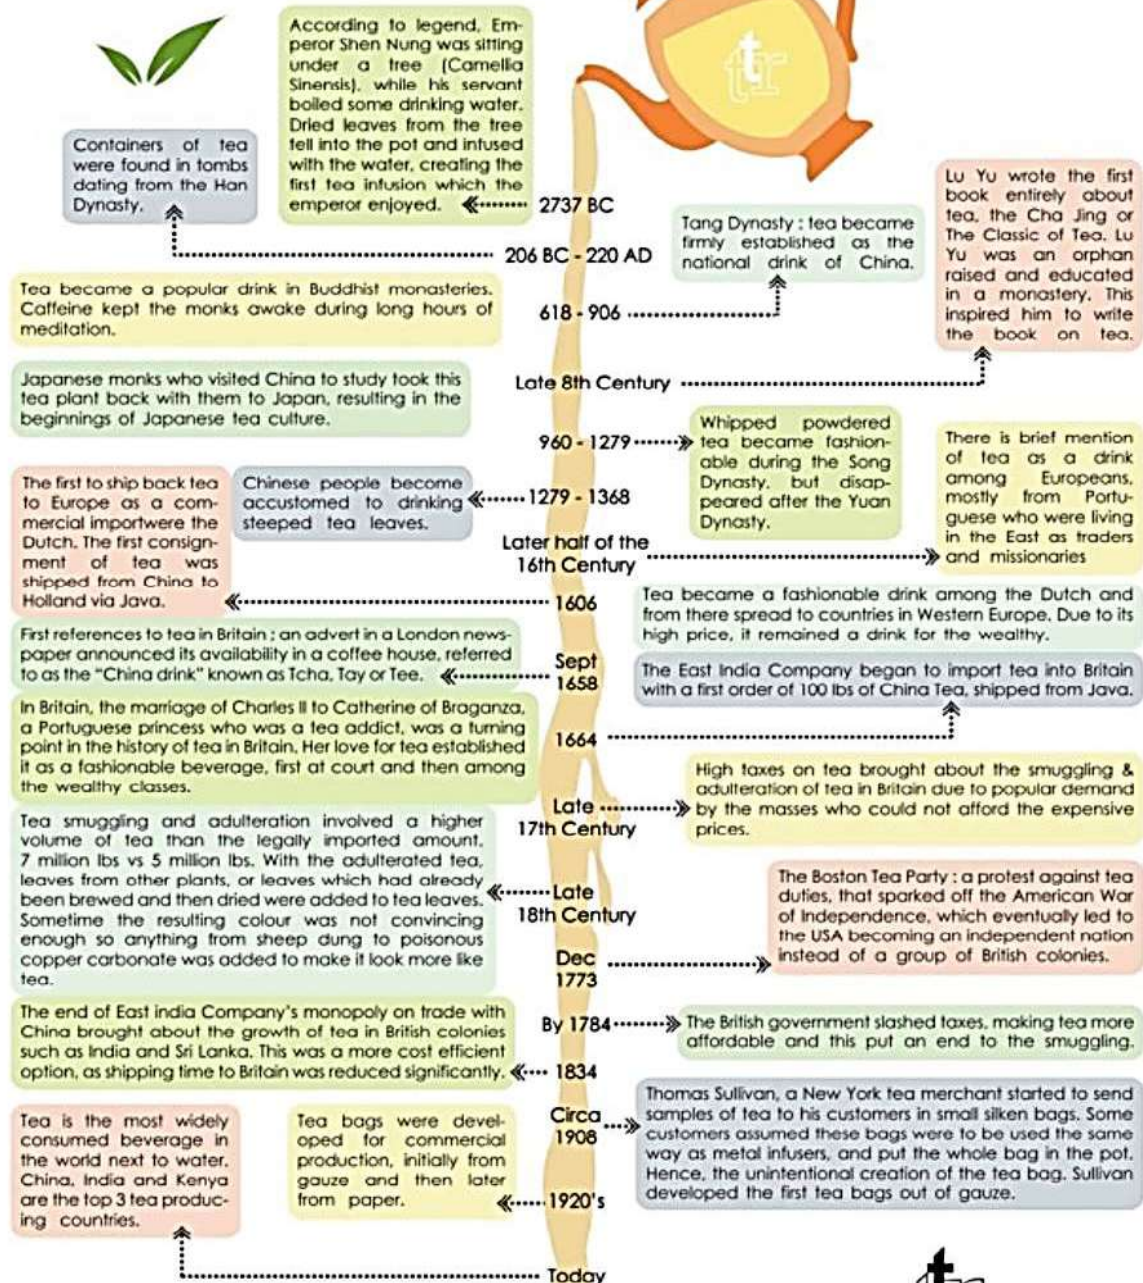 According to legend, Em-
peror Shen Nung was sitting
under a tree (Camellia
Sinensis), while his servant
boiled some drinking water.
Dried leaves from the tree
fell into the pot and infused
with the water, creating the
first tea infusion which the
emperor enjoyed.
2737 BC
Containers of tea
were found in tombs
dating from the Han
Dynasty.
206 BC - 220 AD
Tang Dynasty : tea became
firmly established as the
national drink of China.
618 - 906
Tea became a popular drink in Buddhist monasteries.
Caffeine kept the monks awake during long hours of
meditation.
Lu Yu wrote the first
book entirely about
tea, the Cha Jing or
The Classic of Tea. Lu
Yu was an orphan
raised and educated
in a monastery. This
inspired him to write
the book on tea.
Late 8th Century
Japanese monks who visited China to study took this
tea plant back with them to Japan, resulting in the
beginnings of Japanese tea culture.
960 - 1279
Whipped powdered
tea became fashion-
able during the Song
Dynasty, but disap-
peared after the Yuan
Dynasty.
Chinese people become
accustomed to drinking
steeped tea leaves.
1279 - 1368
There is brief mention
of tea as a drink
among Europeans,
mostly from Portu-
guese who were living
in the East as traders
and missionaries
Later half of the
16th Century
The first to ship back tea
to Europe as a com-
mercial importwere the
Dutch. The first consign-
ment of tea was
shipped from China to
Holland via Java.
1606
Tea became a fashionable drink among the Dutch and
from there spread to countries in Western Europe. Due to its
high price, it remained a drink for the wealthy.
First references to tea in Britain : an advert in a London news-
paper announced its availability in a coffee house, referred
to as the "China drink" known as Tcha, Tay or Tee.
Sept
1658
The East India Company began to import tea into Britain
with a first order of 100 lbs of China Tea, shipped from Java.
1664
In Britain, the marriage of Charles II to Catherine of Braganza,
a Portuguese princess who was a tea addict, was a turning
point in the history of tea in Britain. Her love for tea established
it as a fashionable beverage, first at court and then among
the wealthy classes.
Late
17th Century
High taxes on tea brought about the smuggling &
adulteration of tea in Britain due to popular demand
by the masses who could not afford the expensive
prices.
Tea smuggling and adulteration involved a higher
volume of tea than the legally imported amount,
7 million lbs vs 5 million lbs. With the adulterated tea,
leaves from other plants, or leaves which had already
been brewed and then dried were added to tea leaves.
Sometime the resulting colour was not convincing
enough so anything from sheep dung to poisonous
copper carbonate was added to make it look more like
tea.
Late
18th Century
The Boston Tea Party : a protest against tea
duties, that sparked off the American War
of Independence, which eventually led to
the USA becoming an independent nation
instead of a group of British colonies.
Dec
1773
By 1784
The British government slashed taxes, making tea more
affordable and this put an end to the smuggling.
The end of East india Company's monopoly on trade with
China brought about the growth of tea in British colonies
such as India and Sri Lanka. This was a more cost efficient
option, as shipping time to Britain was reduced significantly.
1834
Circa
1908
Thomas Sullivan, a New York tea merchant started to send
samples of tea to his customers in small silken bags. Some
customers assumed these bags were to be used the same
way as metal infusers, and put the whole bag in the pot.
Hence, the unintentional creation of the tea bag. Sullivan
developed the first tea bags out of gauze.
Tea bags were devel-
oped for commercial
production, initially from
gauze and then later
from paper.
1920's
Tea is the most widely
consumed beverage in
the world next to water.
China, India and Kenya
are the top 3 tea produc-
ing countries.
Today